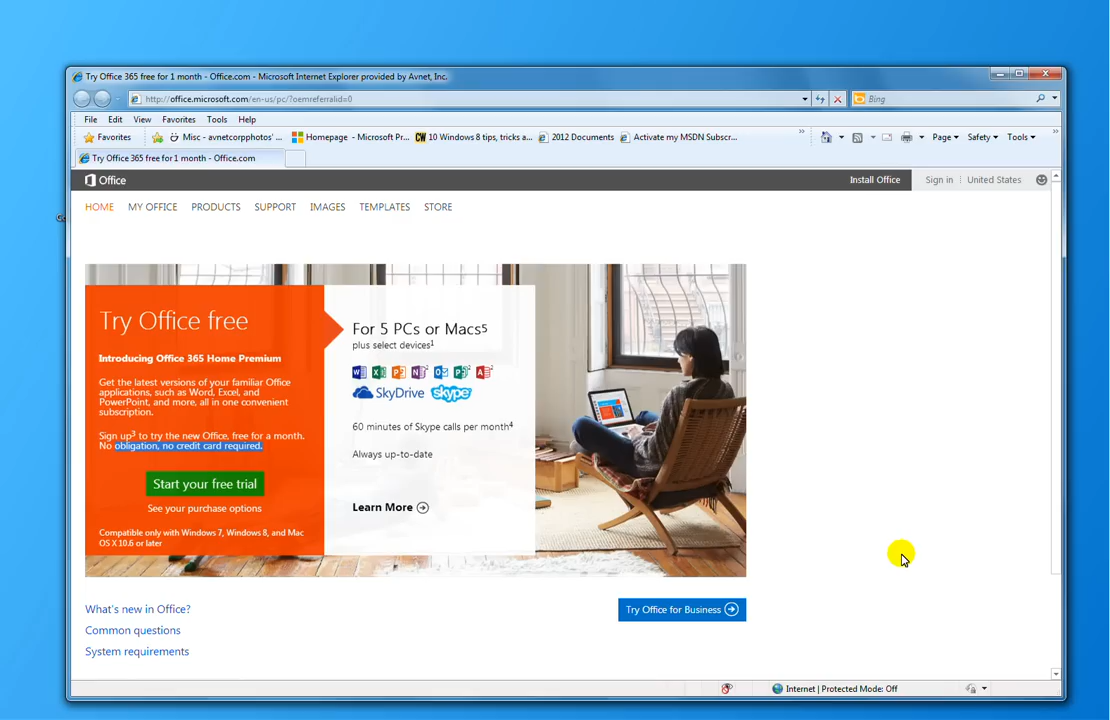 Try Office 365 free for 1 month - Office.com - Microsoft Internet Explorer provided by Avnet, Inc.
http://office.microsoft.com/en-us/pc/?oemreferralid=0
Bing
File Edit View Favorites Tools Help
Favorites Misc - avnetcorpphotos' ... Homepage - Microsoft Pr... CW 10 Windows 8 tips, tricks a... 2012 Documents Activate my MSDN Subscr... » Page Safety Tools »
Try Office 365 free for 1 month - Office.com
Office Install Office Sign in United States
HOME MY OFFICE PRODUCTS SUPPORT IMAGES TEMPLATES STORE
Try Office free
Introducing Office 365 Home Premium
Get the latest versions of your familiar Office
applications, such as Word, Excel, and
PowerPoint, and more, all in one convenient
subscription.
Sign up³ to try the new Office, free for a month.
No obligation, no credit card required.
Start your free trial
See your purchase options
Compatible only with Windows 7, Windows 8, and Mac
OS X 10.6 or later
For 5 PCs or Macs⁵
plus select devices¹
SkyDrive skype
60 minutes of Skype calls per month⁴
Always up-to-date
Learn More
What's new in Office?
Common questions
System requirements
Try Office for Business
Internet | Protected Mode: Off